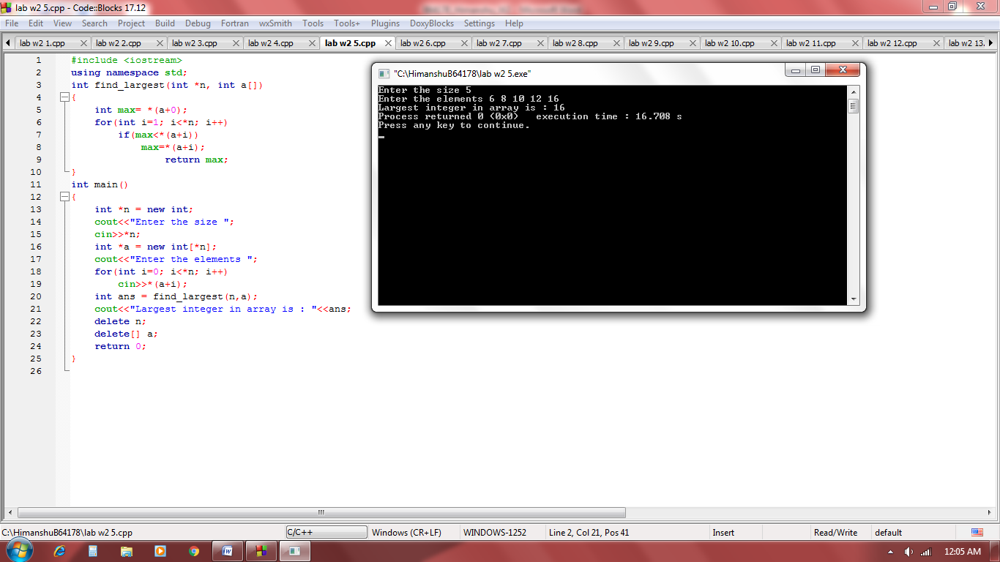 lab w2 5.cpp - Code::Blocks 17.12
File Edit View Search Project Build Debug Fortran wxSmith Tools Tools+ Plugins DoxyBlocks Settings Help
lab w2 1.cpp lab w2 2.cpp lab w2 3.cpp lab w2 4.cpp lab w2 5.cpp lab w2 6.cpp lab w2 7.cpp lab w2 8.cpp lab w2 9.cpp lab w2 10.cpp lab w2 11.cpp lab w2 12.cpp lab w2 13.
1 #include <iostream>
2 using namespace std;
3 int find_largest(int *n, int a[])
4 {
5 int max= *(a+0);
6 for(int i=1; i<*n; i++)
7 if(max<*(a+i))
8 max=*(a+i);
9 return max;
10 }
11 int main()
12 {
13 int *n = new int;
14 cout<<"Enter the size ";
15 cin>>*n;
16 int *a = new int[*n];
17 cout<<"Enter the elements ";
18 for(int i=0; i<*n; i++)
19 cin>>*(a+i);
20 int ans = find_largest(n,a);
21 cout<<"Largest integer in array is : "<<ans;
22 delete n;
23 delete[] a;
24 return 0;
25 }
26
"C:\HimanshuB64178\lab w2 5.exe"
Enter the size 5
Enter the elements 6 8 10 12 16
Largest integer in array is : 16
Process returned 0 (0x0) execution time : 16.708 s
Press any key to continue.
C:\HimanshuB64178\lab w2 5.cpp C/C++ Windows (CR+LF) WINDOWS-1252 Line 2, Col 21, Pos 41 Insert Read/Write default
12:05 AM